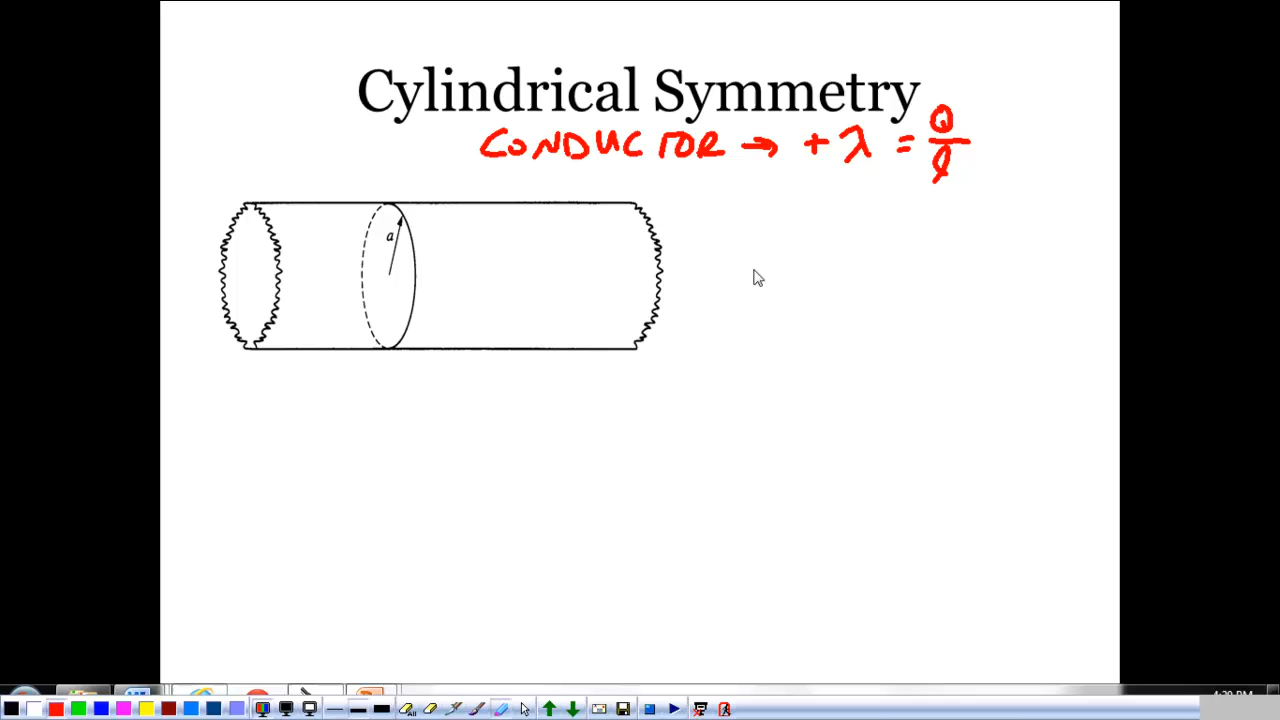 Cylindrical Symmetry
CONDUCTOR → + λ = Q/l
a